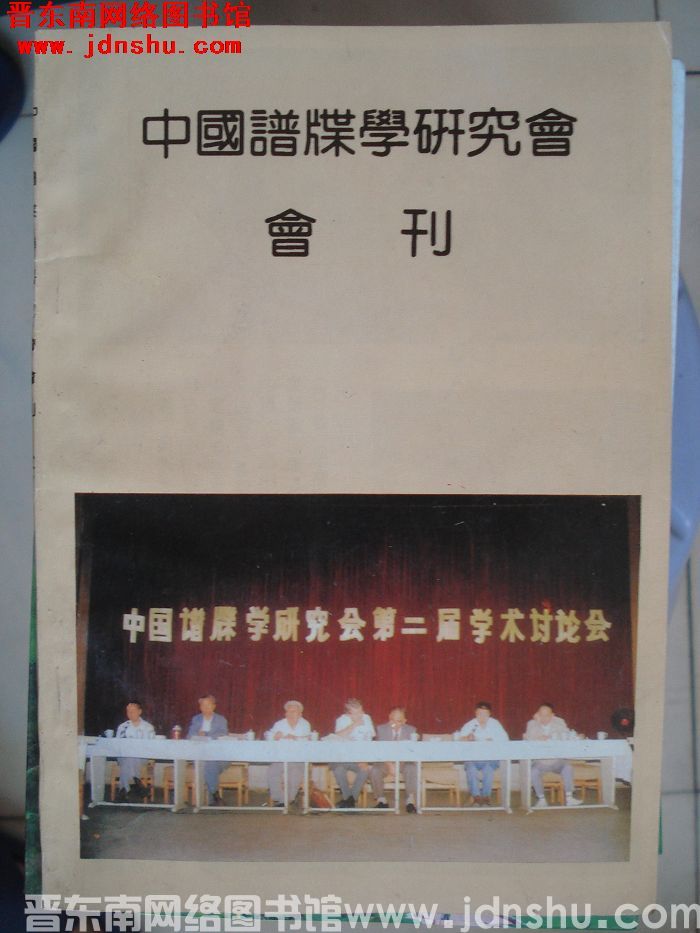 晋东南网络图书馆
www.jdnshu.com
中國譜牒學研究會
會刊
中国谱牒学研究会第二届学术讨论会
晋东南网络图书馆www.jdnshu.com